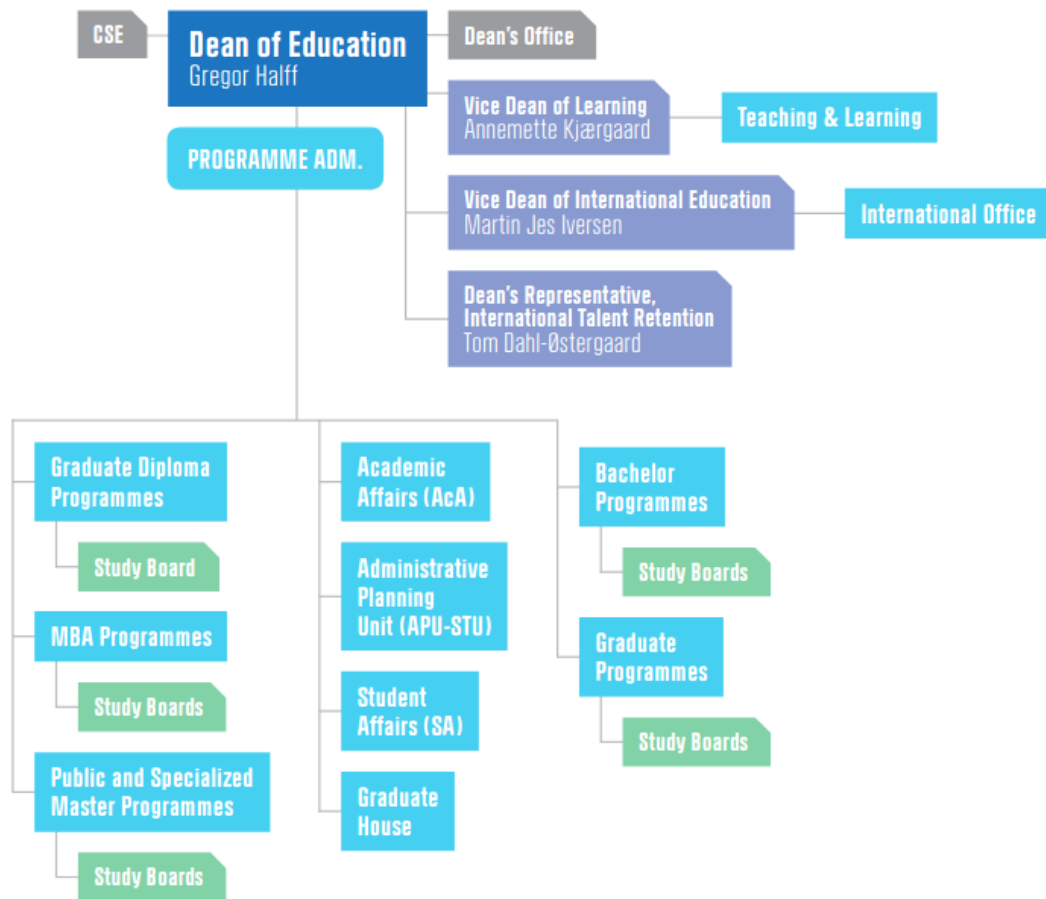 CSE
Dean of Education
Gregor Halff
Dean's Office
Vice Dean of Learning
Annemette Kjærgaard
Teaching & Learning
PROGRAMME ADM.
Vice Dean of International Education
Martin Jes Iversen
International Office
Dean's Representative,
International Talent Retention
Tom Dahl-Østergaard
Graduate Diploma
Programmes
Study Board
MBA Programmes
Study Boards
Public and Specialized
Master Programmes
Study Boards
Academic
Affairs (AcA)
Administrative
Planning
Unit (APU-STU)
Student
Affairs (SA)
Graduate
House
Bachelor
Programmes
Study Boards
Graduate
Programmes
Study Boards